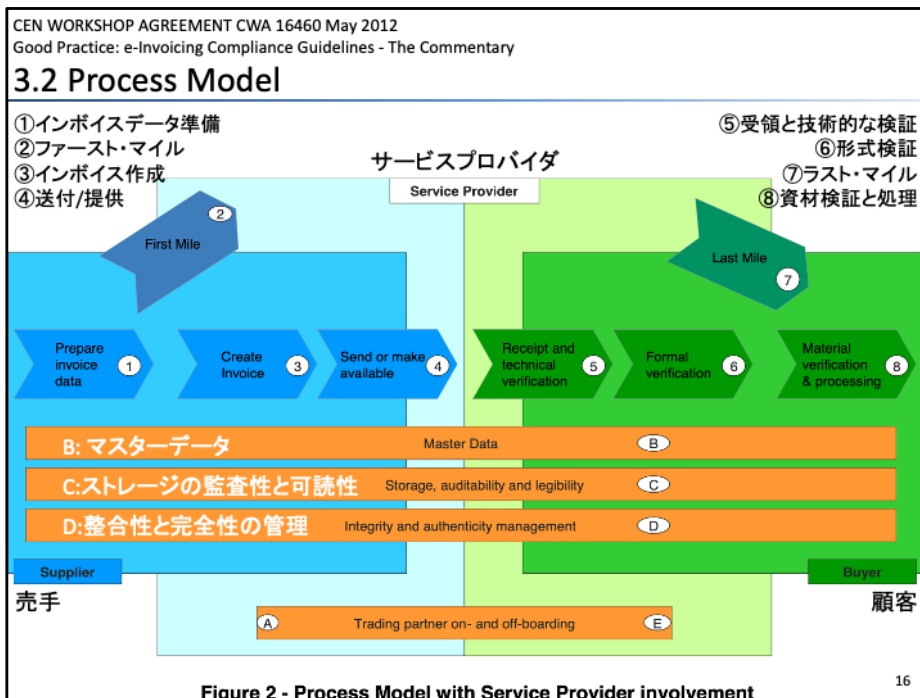 CEN WORKSHOP AGREEMENT CWA 16460 May 2012
Good Practice: e-Invoicing Compliance Guidelines - The Commentary
3.2 Process Model
①インボイスデータ準備
②ファースト・マイル
③インボイス作成
④送付/提供
⑤受領と技術的な検証
⑥形式検証
⑦ラスト・マイル
⑧資材検証と処理
サービスプロバイダ
Service Provider
First Mile
2
Last Mile
7
Prepare
invoice
data
1
Create
Invoice
3
Send or make
available
4
Receipt and
technical
verification
5
Formal
verification
6
Material
verification
& processing
8
B: マスターデータ
Master Data
B
C:ストレージの監査性と可読性
Storage, auditability and legibility
C
D:整合性と完全性の管理
Integrity and authenticity management
D
Supplier
Buyer
売手
顧客
A
Trading partner on- and off-boarding
E
Figure 2 - Process Model with Service Provider involvement
16